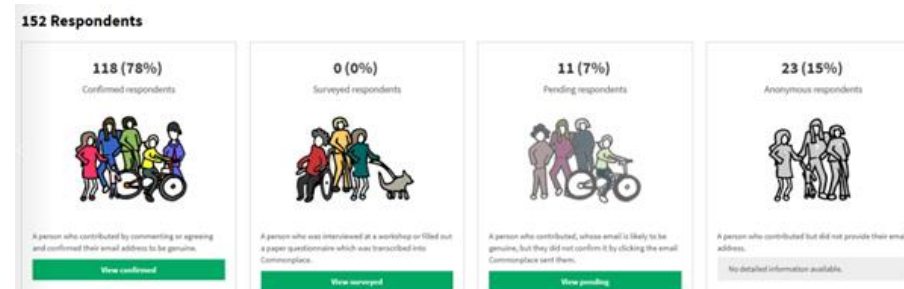 152 Respondents
118 (78%)
Confirmed respondents
A person who contributed by commenting or agreeing
and confirmed their email address to be genuine.
View confirmed
0 (0%)
Surveyed respondents
A person who was interviewed at a workshop or filled out
a paper questionnaire which was transcribed into
Commonplace.
View surveyed
11 (7%)
Pending respondents
A person who contributed, whose email is likely to be
genuine, but they did not confirm it by clicking the email
Commonplace sent them.
View pending
23 (15%)
Anonymous respondents
A person who contributed but did not provide their email
address.
No detailed information available.